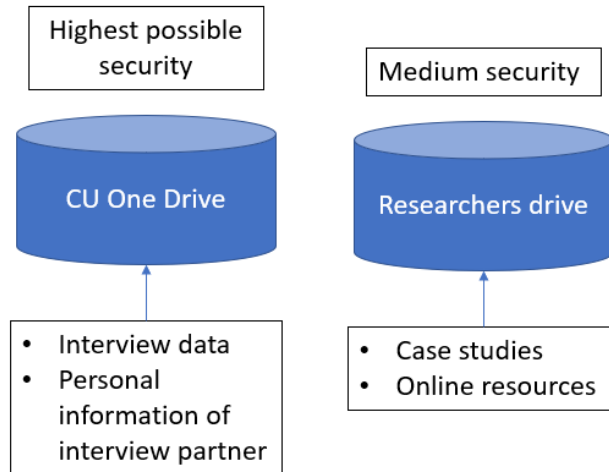 Highest possible
security
Medium security
CU One Drive
Researchers drive
• Interview data
• Personal
information of
interview partner
• Case studies
• Online resources